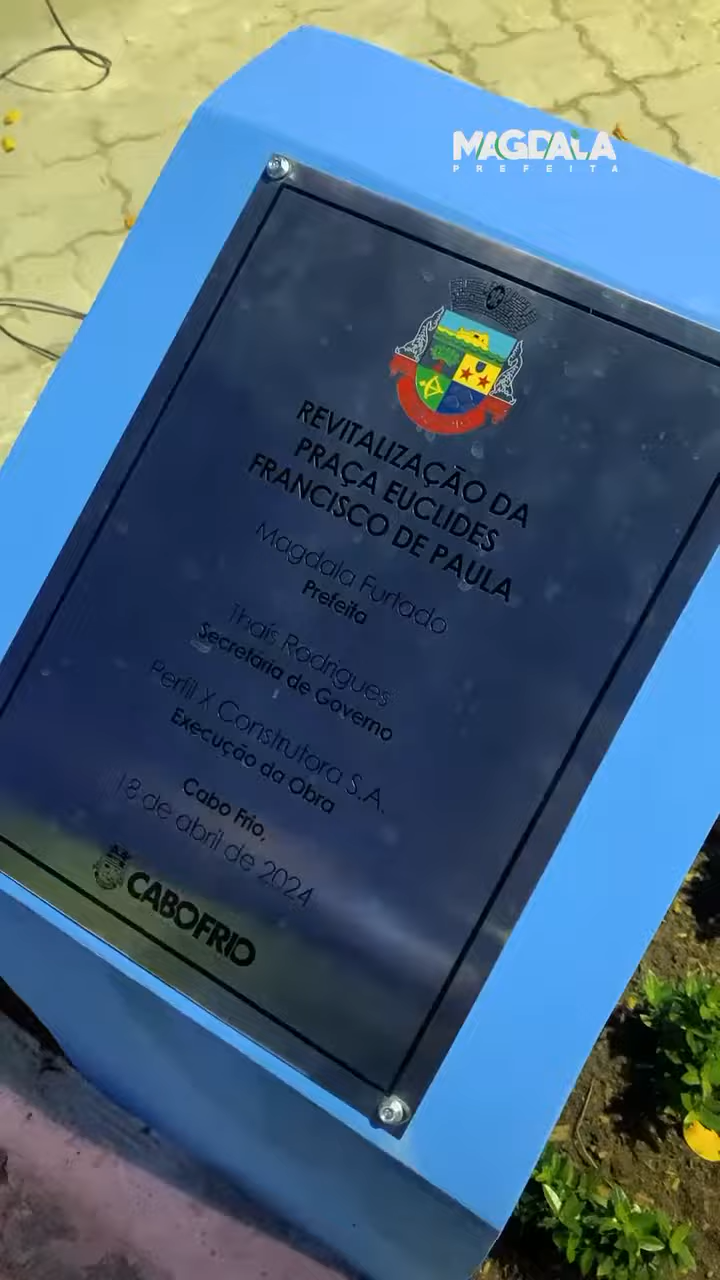 MAGDALA
PREFEITA
REVITALIZAÇÃO DA
PRAÇA EUCLIDES
FRANCISCO DE PAULA
Magdala Furtado
Prefeita
Thais Rodrigues
Secretária de Governo
Perfil X Construtora S.A.
Execução da Obra
Cabo Frio,
18 de abril de 2024
CABOFRIO